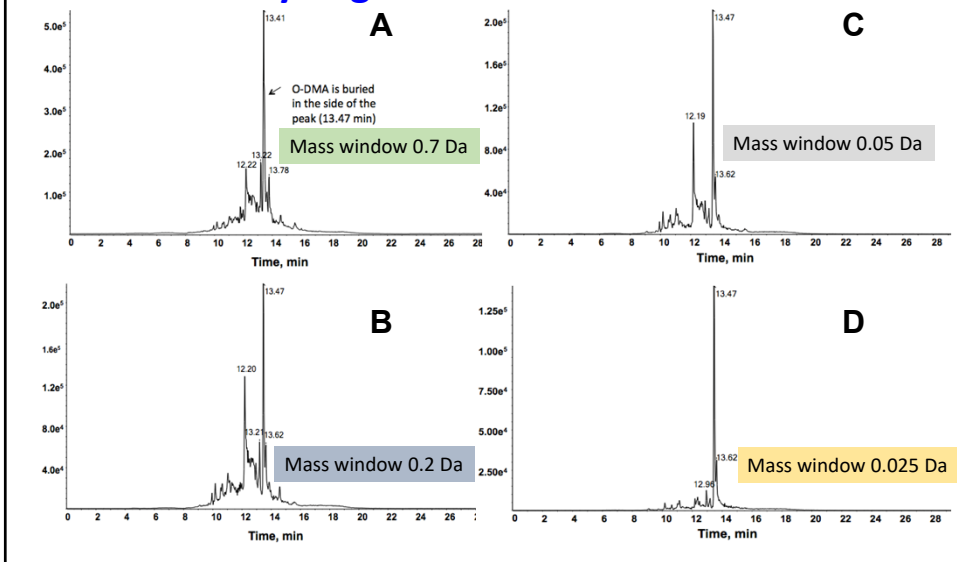 5.0e⁵
4.0e⁵
3.0e⁵
2.0e⁵
1.0e⁵
13.41
A
O-DMA is buried
in the side of the
peak (13.47 min)
Mass window 0.7 Da
12.22
13.22
13.78
0 2 4 6 8 10 12 14 16 18 20 22 24 26 28
Time, min
2.0e⁵
1.6e⁵
1.2e⁵
8.0e⁴
4.0e⁴
13.47
C
12.19
Mass window 0.05 Da
13.62
0 2 4 6 8 10 12 14 16 18 20 22 24 26 28
Time, min
2.0e⁵
1.6e⁵
1.2e⁵
8.0e⁴
4.0e⁴
13.47
B
12.20
13.21
13.62
Mass window 0.2 Da
0 2 4 6 8 10 12 14 16 18 20 22 24 26 28
Time, min
1.25e⁵
1.00e⁵
7.50e⁴
5.00e⁴
2.50e⁴
13.47
D
13.62
12.96
Mass window 0.025 Da
0 2 4 6 8 10 12 14 16 18 20 22 24 26 28
Time, min